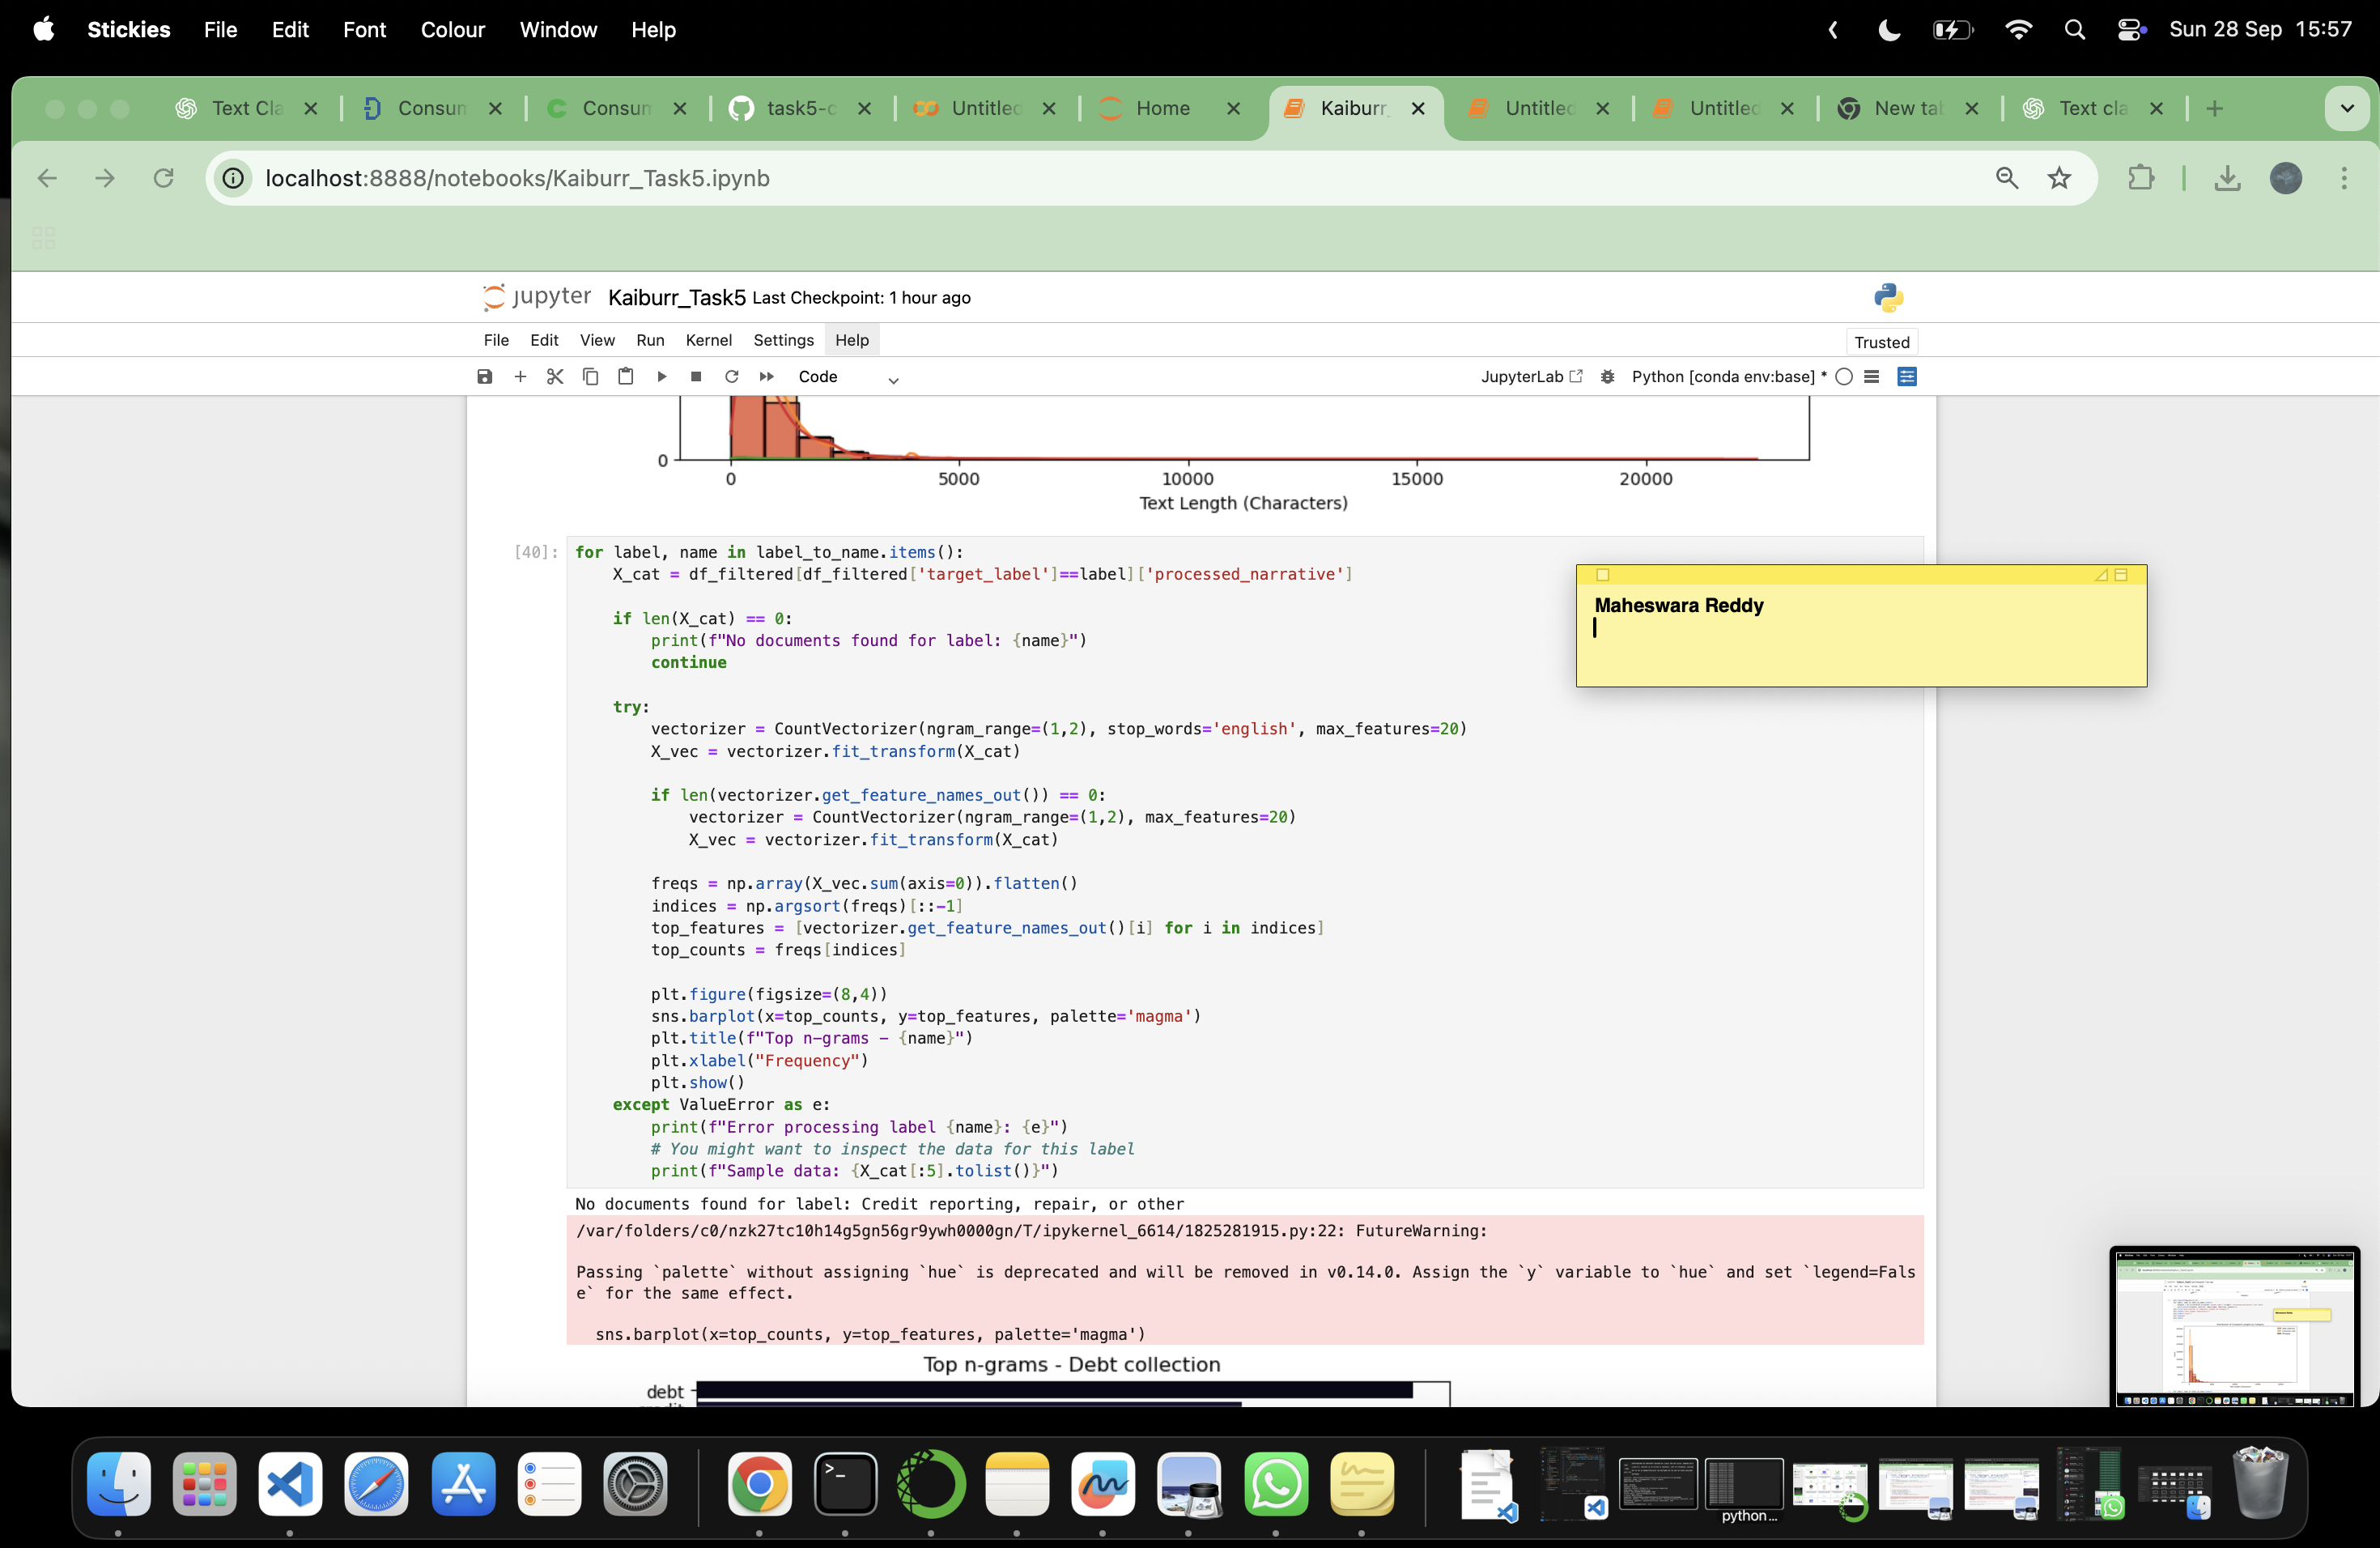 Stickies File Edit Font Colour Window Help Sun 28 Sep 15:57
Text Cla Consum Consum task5-c Untitled Home Kaiburr_ Untitled Untitled New tab Text cla
localhost:8888/notebooks/Kaiburr_Task5.ipynb
jupyter Kaiburr_Task5 Last Checkpoint: 1 hour ago
File Edit View Run Kernel Settings Help Trusted
Code JupyterLab Python [conda env:base] *
0
0 5000 10000 15000 20000
Text Length (Characters)
[40]: for label, name in label_to_name.items():
X_cat = df_filtered[df_filtered['target_label']==label]['processed_narrative']
if len(X_cat) == 0:
print(f"No documents found for label: {name}")
continue
try:
vectorizer = CountVectorizer(ngram_range=(1,2), stop_words='english', max_features=20)
X_vec = vectorizer.fit_transform(X_cat)
if len(vectorizer.get_feature_names_out()) == 0:
vectorizer = CountVectorizer(ngram_range=(1,2), max_features=20)
X_vec = vectorizer.fit_transform(X_cat)
freqs = np.array(X_vec.sum(axis=0)).flatten()
indices = np.argsort(freqs)[::-1]
top_features = [vectorizer.get_feature_names_out()[i] for i in indices]
top_counts = freqs[indices]
plt.figure(figsize=(8,4))
sns.barplot(x=top_counts, y=top_features, palette='magma')
plt.title(f"Top n-grams - {name}")
plt.xlabel("Frequency")
plt.show()
except ValueError as e:
print(f"Error processing label {name}: {e}")
# You might want to inspect the data for this label
print(f"Sample data: {X_cat[:5].tolist()}")
Maheswara Reddy
No documents found for label: Credit reporting, repair, or other
/var/folders/c0/nzk27tc10h14g5gn56gr9ywh0000gn/T/ipykernel_6614/1825281915.py:22: FutureWarning:
Passing `palette` without assigning `hue` is deprecated and will be removed in v0.14.0. Assign the `y` variable to `hue` and set `legend=Fals
e` for the same effect.
sns.barplot(x=top_counts, y=top_features, palette='magma')
Top n-grams - Debt collection
debt
python...